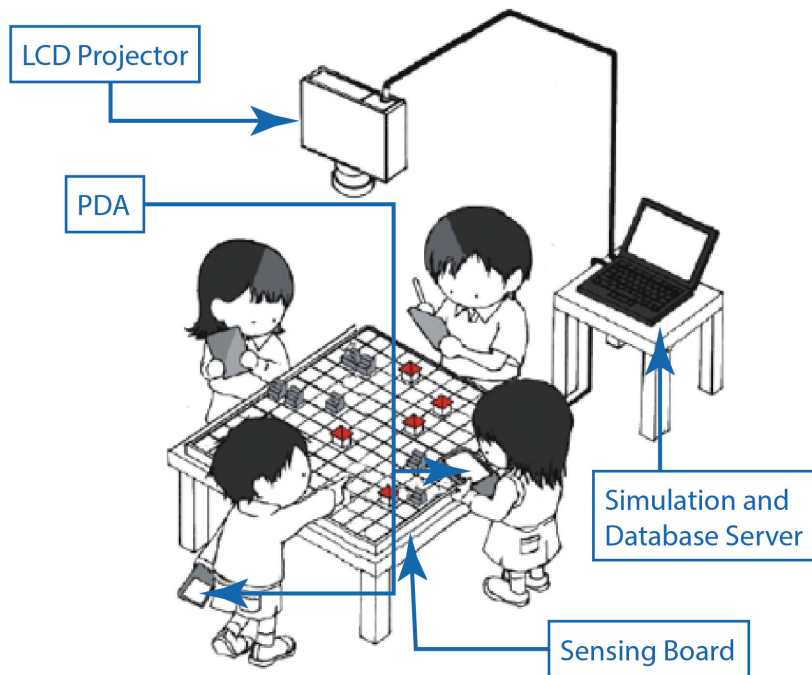 LCD Projector
PDA
Simulation and
Database Server
Sensing Board